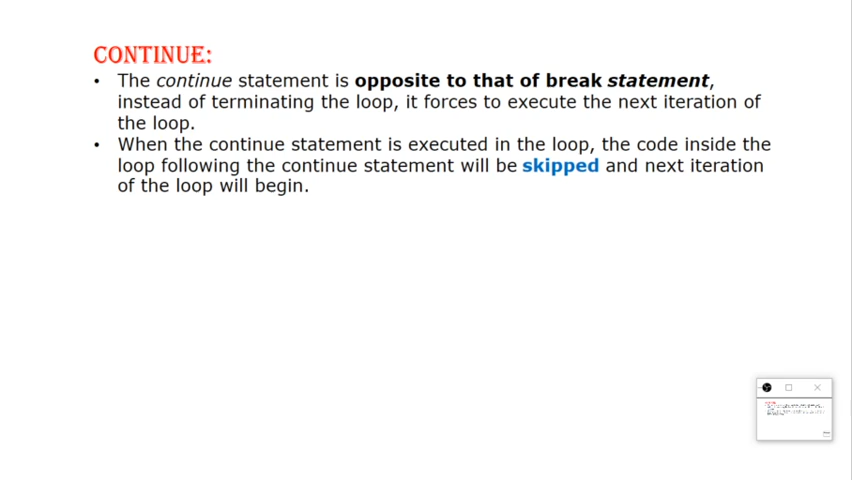 CONTINUE:
• The continue statement is opposite to that of break statement,
instead of terminating the loop, it forces to execute the next iteration of
the loop.
• When the continue statement is executed in the loop, the code inside the
loop following the continue statement will be skipped and next iteration
of the loop will begin.